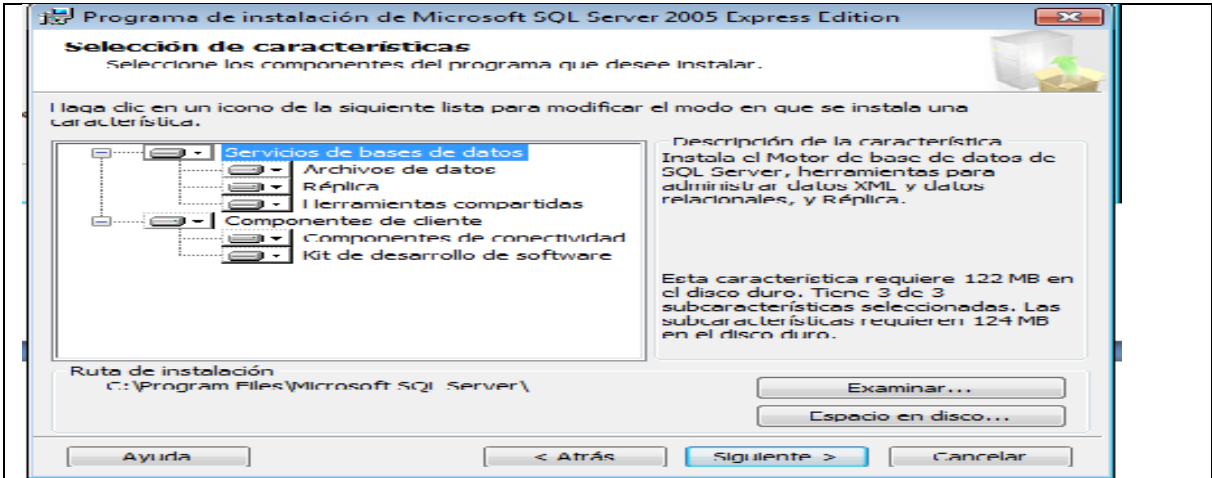 Programa de instalación de Microsoft SQL Server 2005 Express Edition
Selección de características
Seleccione los componentes del programa que desee instalar.
Haga clic en un icono de la siguiente lista para modificar el modo en que se instala una
característica.
Servicios de bases de datos
Archivos de datos
Réplica
Herramientas compartidas
Componentes de cliente
Componentes de conectividad
Kit de desarrollo de software
Descripción de la característica
Instala el Motor de base de datos de
SQL Server, herramientas para
administrar datos XML y datos
relacionales, y Réplica.
Esta característica requiere 122 MB en
el disco duro. Tiene 3 de 3
subcaracterísticas seleccionadas. Las
subcaracterísticas requieren 124 MB
en el disco duro.
Ruta de instalación
C:\Program Files\Microsoft SQL Server\
Examinar...
Espacio en disco...
Ayuda
< Atrás
Siguiente >
Cancelar